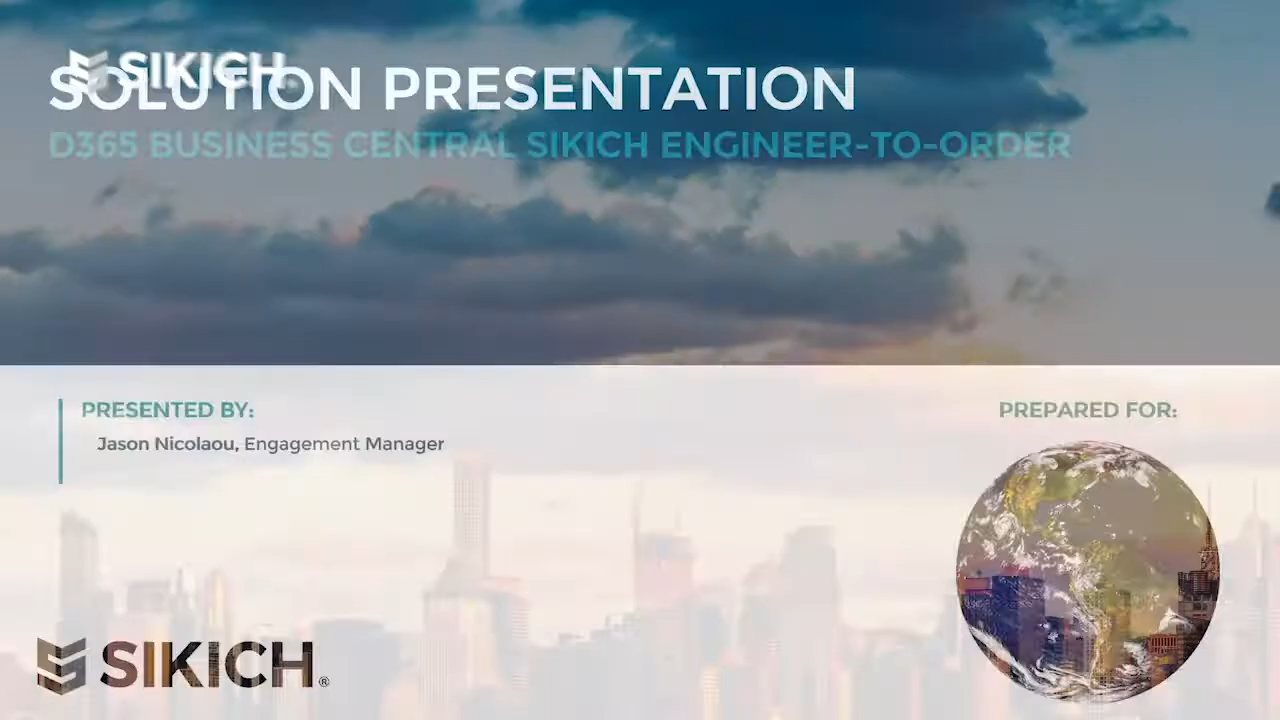 SIKICH
SOLUTION PRESENTATION
D365 BUSINESS CENTRAL SIKICH ENGINEER-TO-ORDER
PRESENTED BY:
Jason Nicolaou, Engagement Manager
PREPARED FOR:
SIKICH®